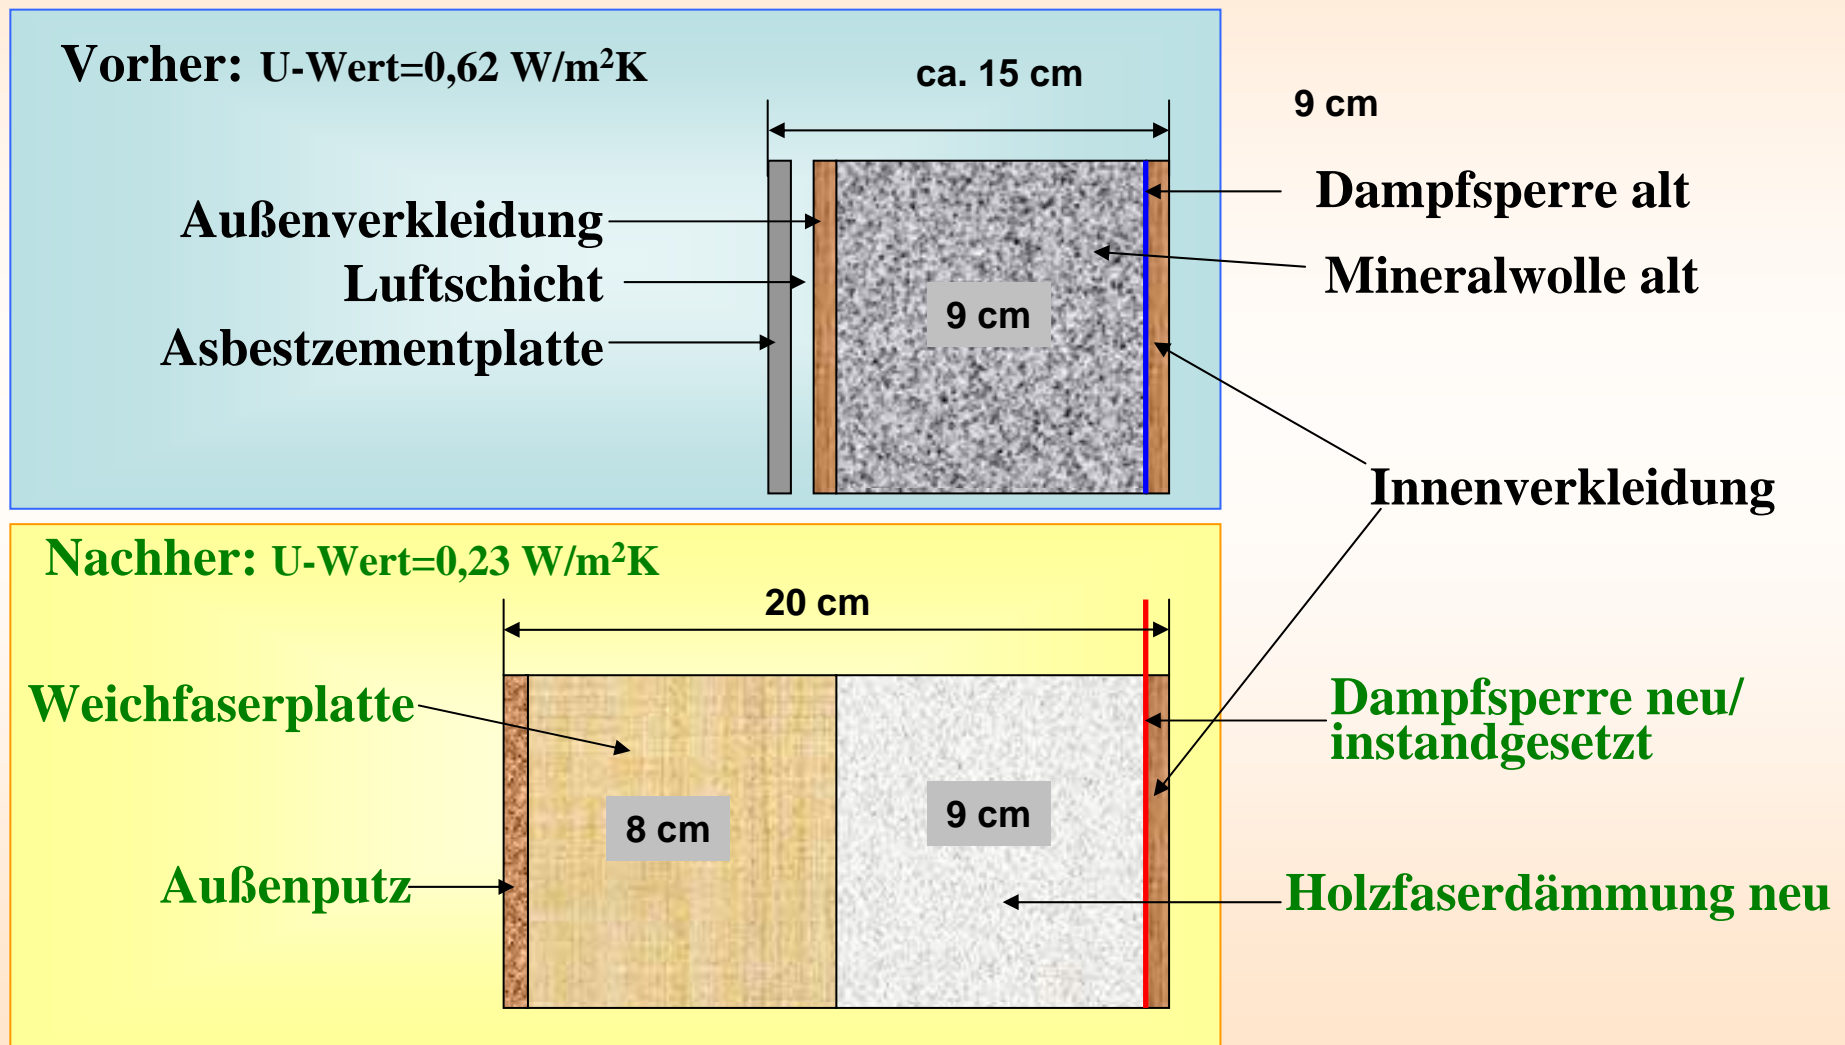 Vorher: U-Wert=0,62 W/m²K
ca. 15 cm
9 cm
Außenverkleidung
Luftschicht
Asbestzementplatte
9 cm
Dampfsperre alt
Mineralwolle alt
Innenverkleidung
Nachher: U-Wert=0,23 W/m²K
20 cm
Weichfaserplatte
8 cm
9 cm
Außenputz
Dampfsperre neu/
instandgesetzt
Holzfaserdämmung neu